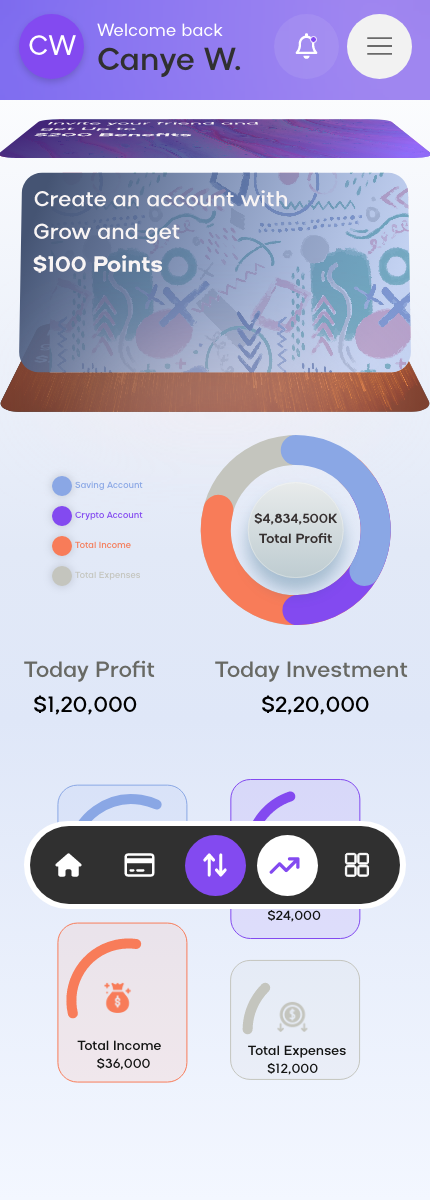 CW
Welcome back
Canye W.
Invite your friend and
get Up to
$200 Benefits
Create an account with
Grow and get
$100 Points
Saving Account
Crypto Account
Total Income
Total Expenses
$4,834,500K
Total Profit
Today Profit
$1,20,000
Today Investment
$2,20,000
$24,000
Total Income
$36,000
Total Expenses
$12,000